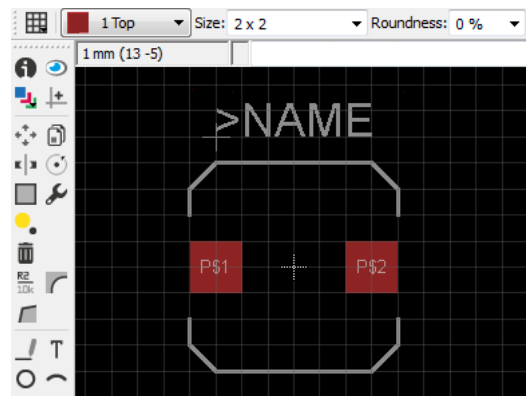 1 Top Size: 2 x 2 Roundness: 0 %
1 mm (13 -5)
>NAME
P$1 P$2
R2
10k
T